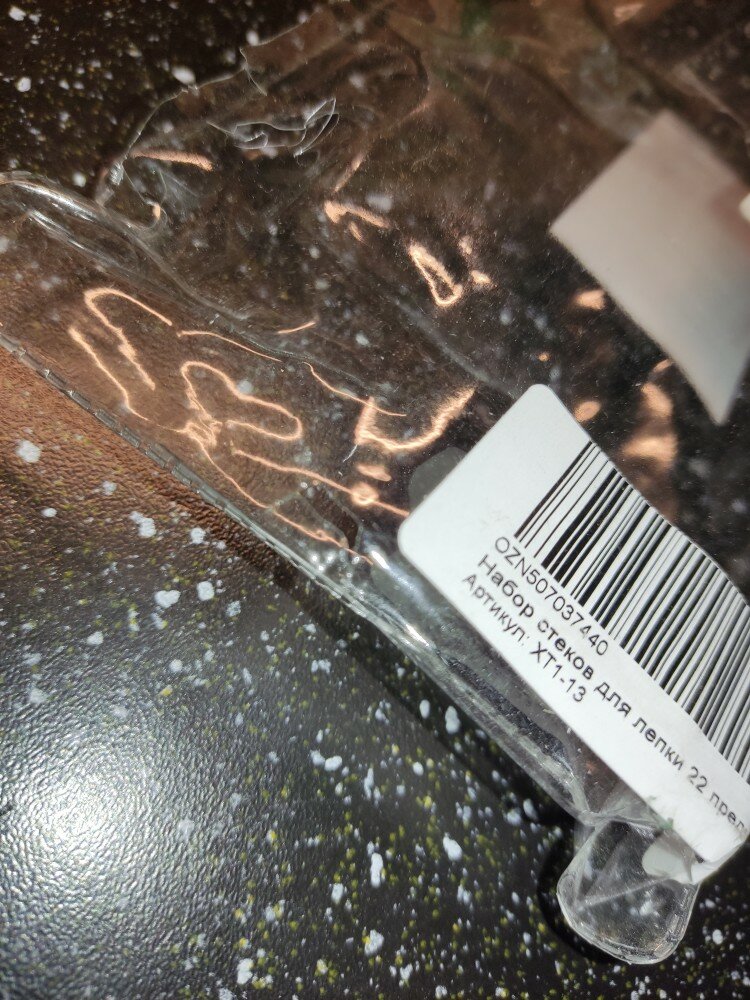 OZN507037440
Набор стеков для лепки 22 пред
Артикул: XT1-13